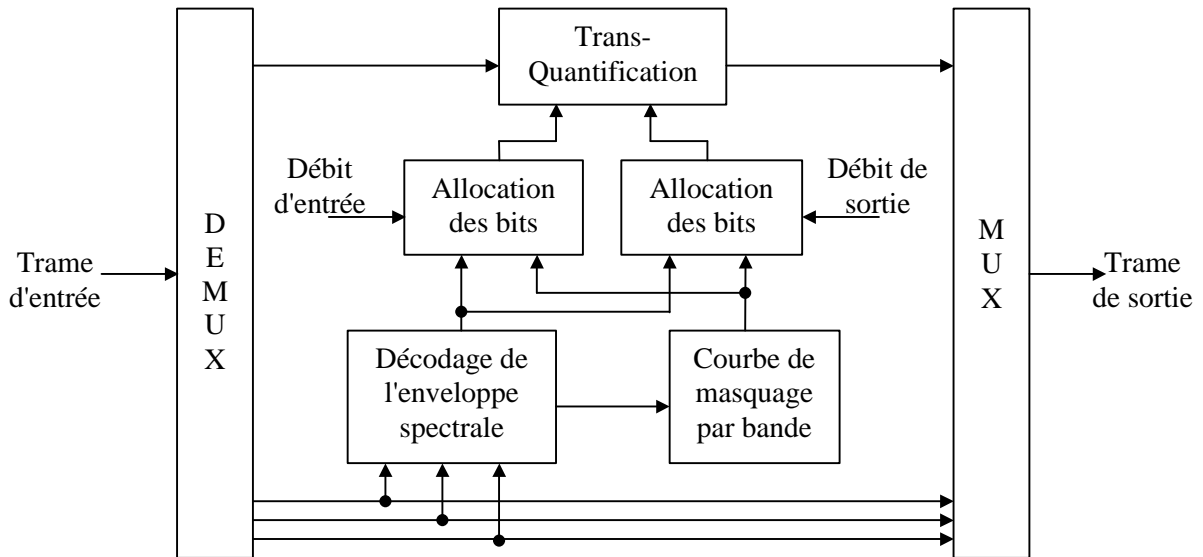 Trans-
Quantification
Débit
d'entrée
Allocation
des bits
Allocation
des bits
Débit de
sortie
D
E
M
U
X
M
U
X
Trame
d'entrée
Trame
de sortie
Décodage de
l'enveloppe
spectrale
Courbe de
masquage
par bande